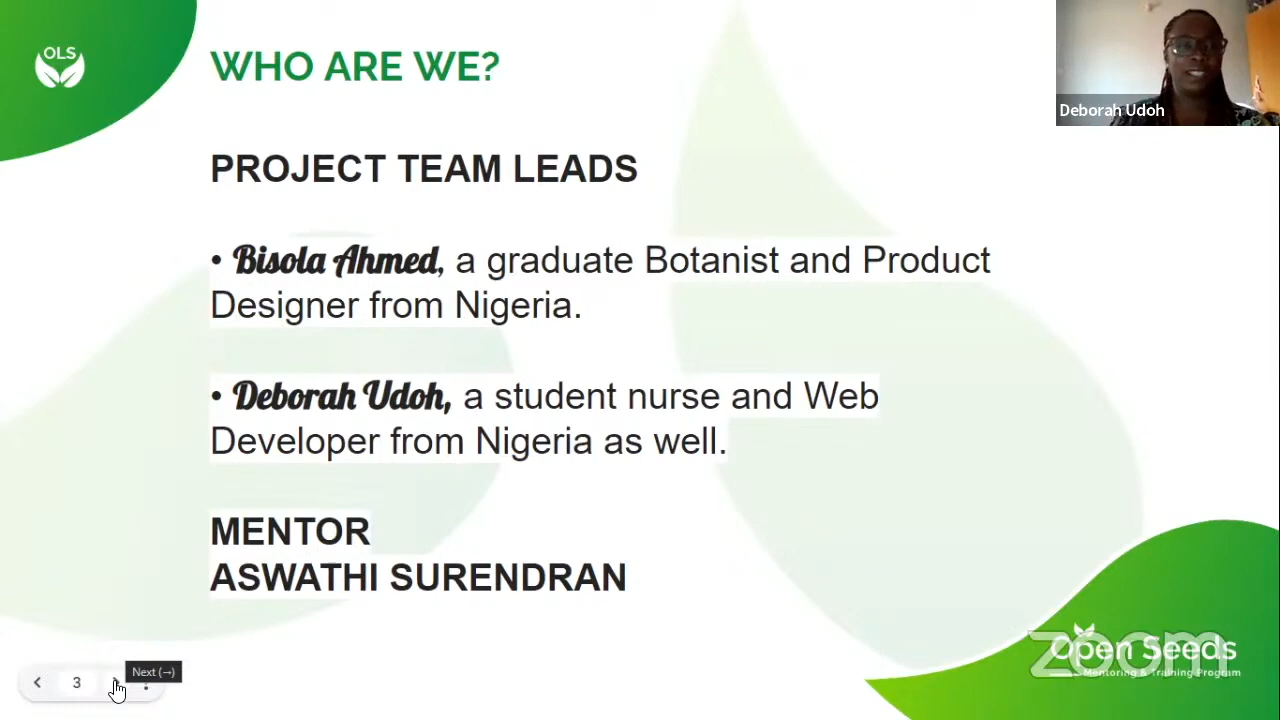 OLS
WHO ARE WE?
Deborah Udoh
PROJECT TEAM LEADS
• Bisola Ahmed, a graduate Botanist and Product
Designer from Nigeria.
• Deborah Udoh, a student nurse and Web
Developer from Nigeria as well.
MENTOR
ASWATHI SURENDRAN
Open Seeds
zoom
Mentoring & Training Program
Next (→)
3